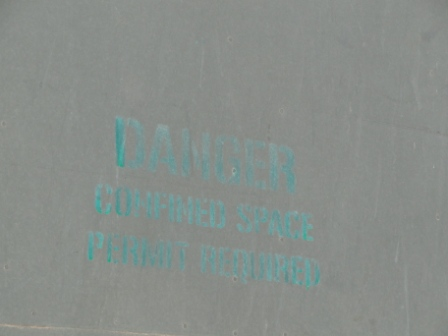 DANGER
CONFINED SPACE
PERMIT REQUIRED